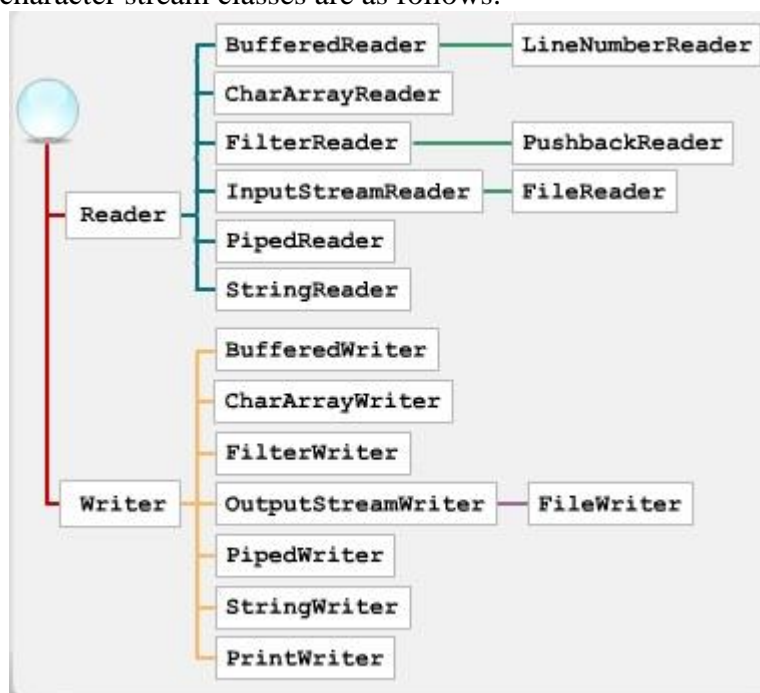 character stream classes are as follows:
BufferedReader LineNumberReader
CharArrayReader
FilterReader PushbackReader
InputStreamReader FileReader
Reader
PipedReader
StringReader
BufferedWriter
CharArrayWriter
FilterWriter
Writer OutputStreamWriter FileWriter
PipedWriter
StringWriter
PrintWriter